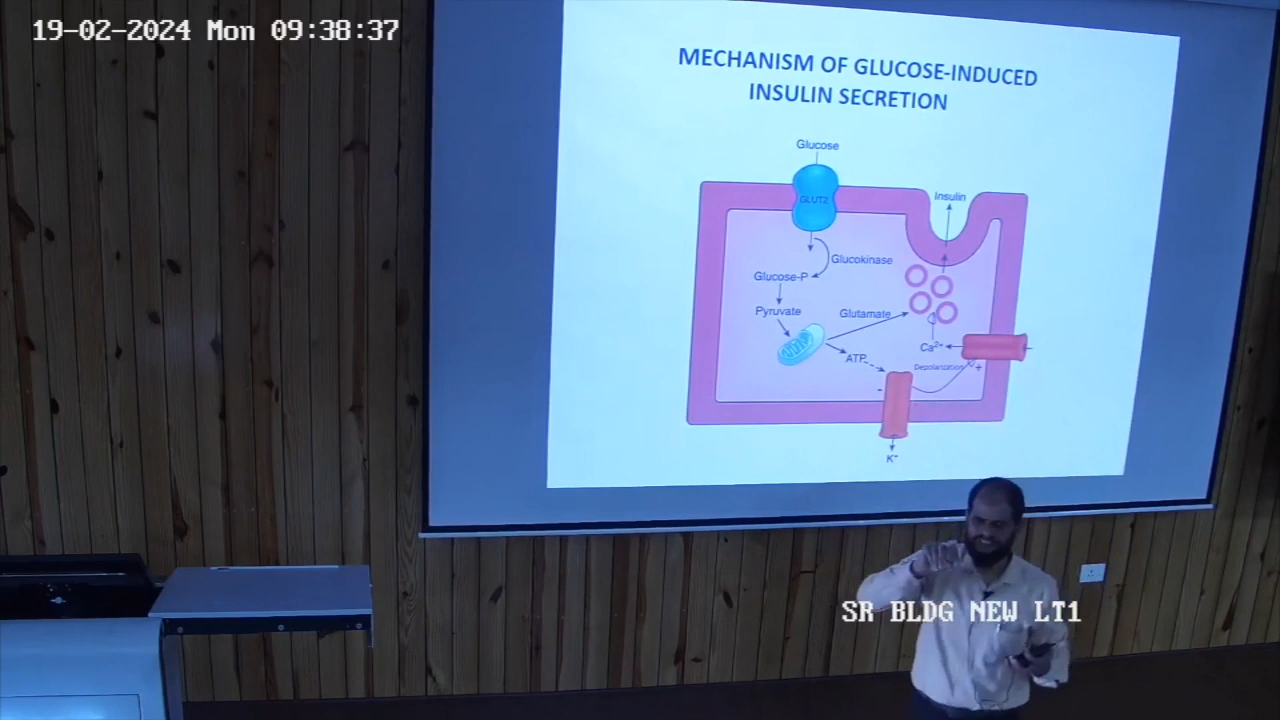 19-02-2024 Mon 09:38:37
MECHANISM OF GLUCOSE-INDUCED
INSULIN SECRETION
Glucose
GLUT2
Insulin
Glucokinase
Glucose-P
Pyruvate
Glutamate
Ca²⁺
ATP
Depolarization
+
-
K⁺
SR BLDG NEW LT1